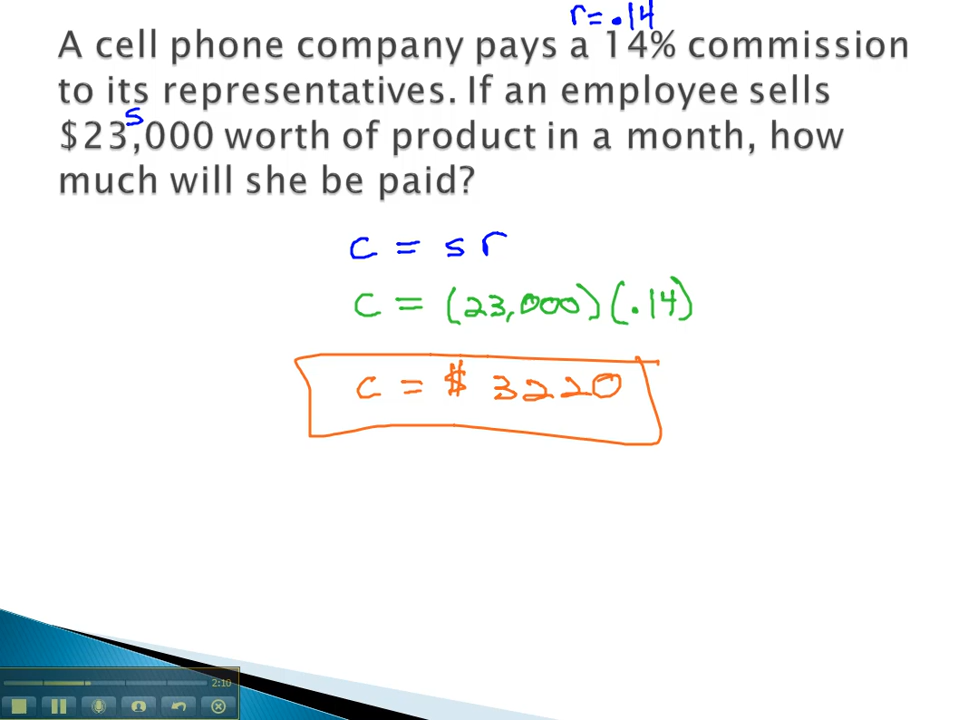 r=.14
A cell phone company pays a 14% commission
to its representatives. If an employee sells
s
$23,000 worth of product in a month, how
much will she be paid?
c = s r
c = (23,000)(.14)
c = $ 3220
2:10